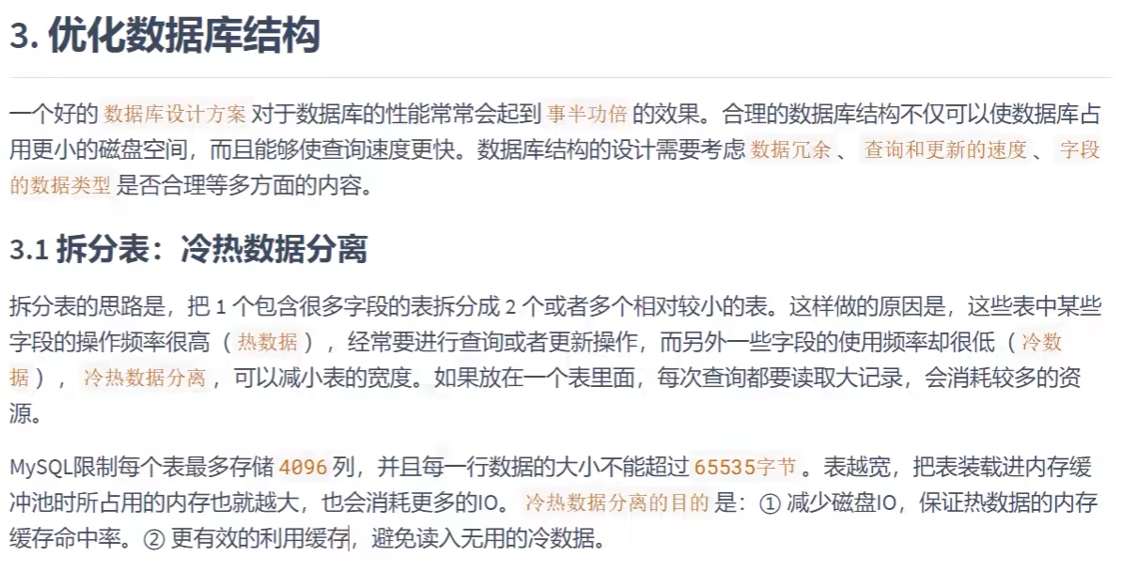 3. 优化数据库结构
一个好的 数据库设计方案 对于数据库的性能常常会起到 事半功倍 的效果。合理的数据库结构不仅可以使数据库占
用更小的磁盘空间，而且能够使查询速度更快。数据库结构的设计需要考虑 数据冗余 、 查询和更新的速度 、 字段
的数据类型 是否合理等多方面的内容。
3.1 拆分表：冷热数据分离
拆分表的思路是，把 1 个包含很多字段的表拆分成 2 个或者多个相对较小的表。这样做的原因是，这些表中某些
字段的操作频率很高（ 热数据 ），经常要进行查询或者更新操作，而另外一些字段的使用频率却很低（ 冷数
据 ）， 冷热数据分离 ，可以减小表的宽度。如果放在一个表里面，每次查询都要读取大记录，会消耗较多的资
源。
MySQL限制每个表最多存储 4096 列，并且每一行数据的大小不能超过 65535字节 。表越宽，把表装载进内存缓
冲池时所占用的内存也就越大，也会消耗更多的IO。 冷热数据分离的目的 是：① 减少磁盘IO，保证热数据的内存
缓存命中率。② 更有效的利用缓存，避免读入无用的冷数据。